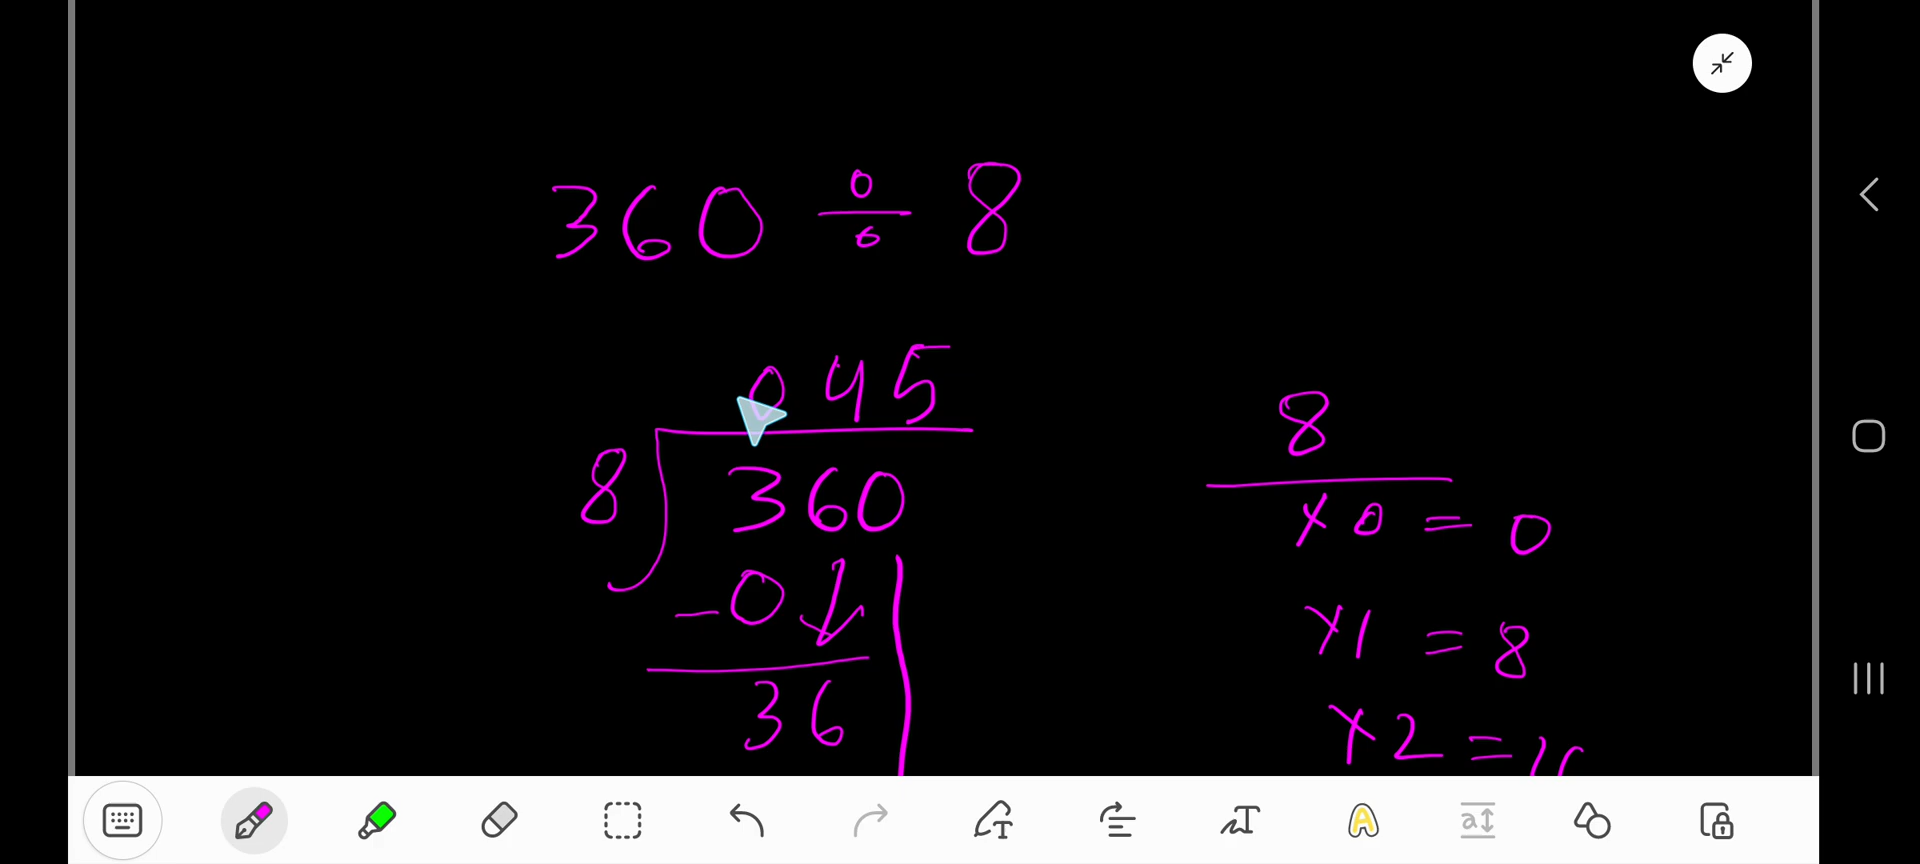 360 ÷ 8
045
8 360
-0
36
8
×0 = 0
×1 = 8
×2 =